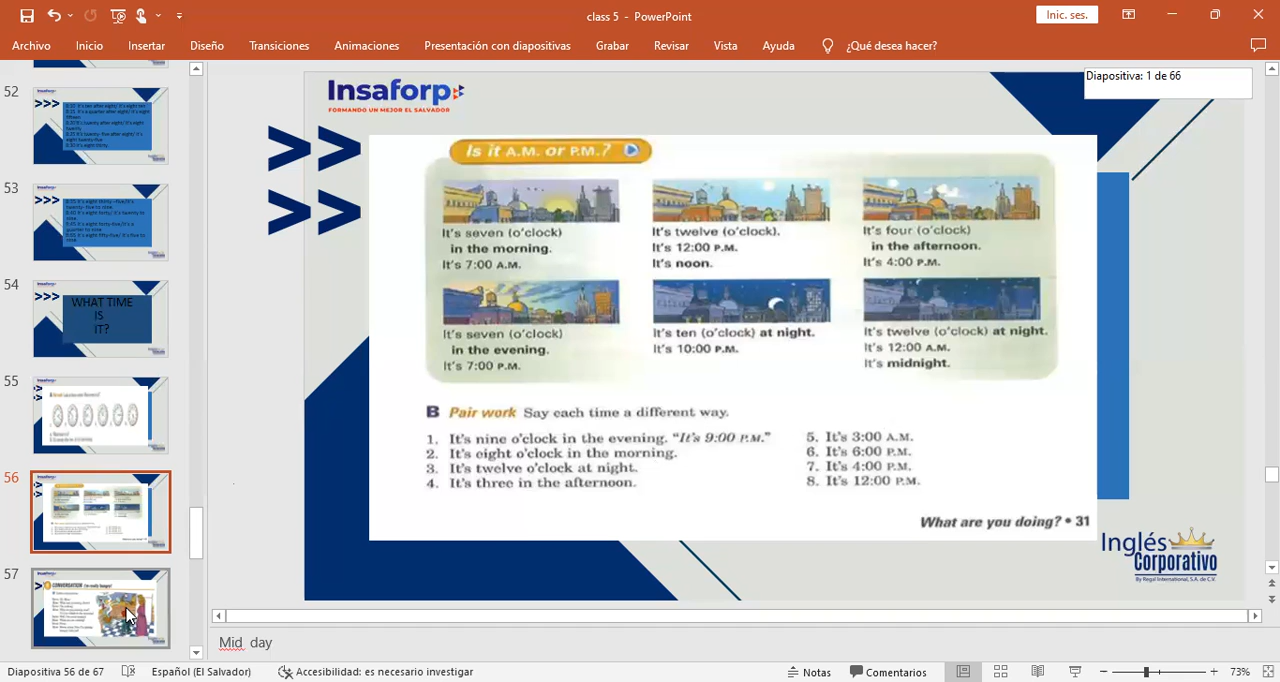 class 5 - PowerPoint
Inic. ses.
Archivo Inicio Insertar Diseño Transiciones Animaciones Presentación con diapositivas Grabar Revisar Vista Ayuda ¿Qué desea hacer?
Diapositiva: 1 de 66
Insaforp
FORMANDO UN MEJOR EL SALVADOR
>> >>
Is it A.M. or P.M.?
It's seven (o'clock)
in the morning.
It's 7:00 A.M.
It's twelve (o'clock).
It's 12:00 P.M.
It's noon.
It's four (o'clock)
in the afternoon.
It's 4:00 P.M.
It's seven (o'clock)
in the evening.
It's 7:00 P.M.
It's ten (o'clock) at night.
It's 10:00 P.M.
It's twelve (o'clock) at night.
It's 12:00 A.M.
It's midnight.
B Pair work Say each time a different way.
1. It's nine o'clock in the evening. "It's 9:00 P.M."
2. It's eight o'clock in the morning.
3. It's twelve o'clock at night.
4. It's three in the afternoon.
5. It's 3:00 A.M.
6. It's 6:00 P.M.
7. It's 4:00 P.M.
8. It's 12:00 P.M.
What are you doing? • 31
Inglés
Corporativo
By Regal International, S.A. de C.V.
52
53
54
WHAT TIME
IS
IT?
55
56
57
CONVERSATION
Mid day
Diapositiva 56 de 67 Español (El Salvador) Accesibilidad: es necesario investigar Notas Comentarios 73%